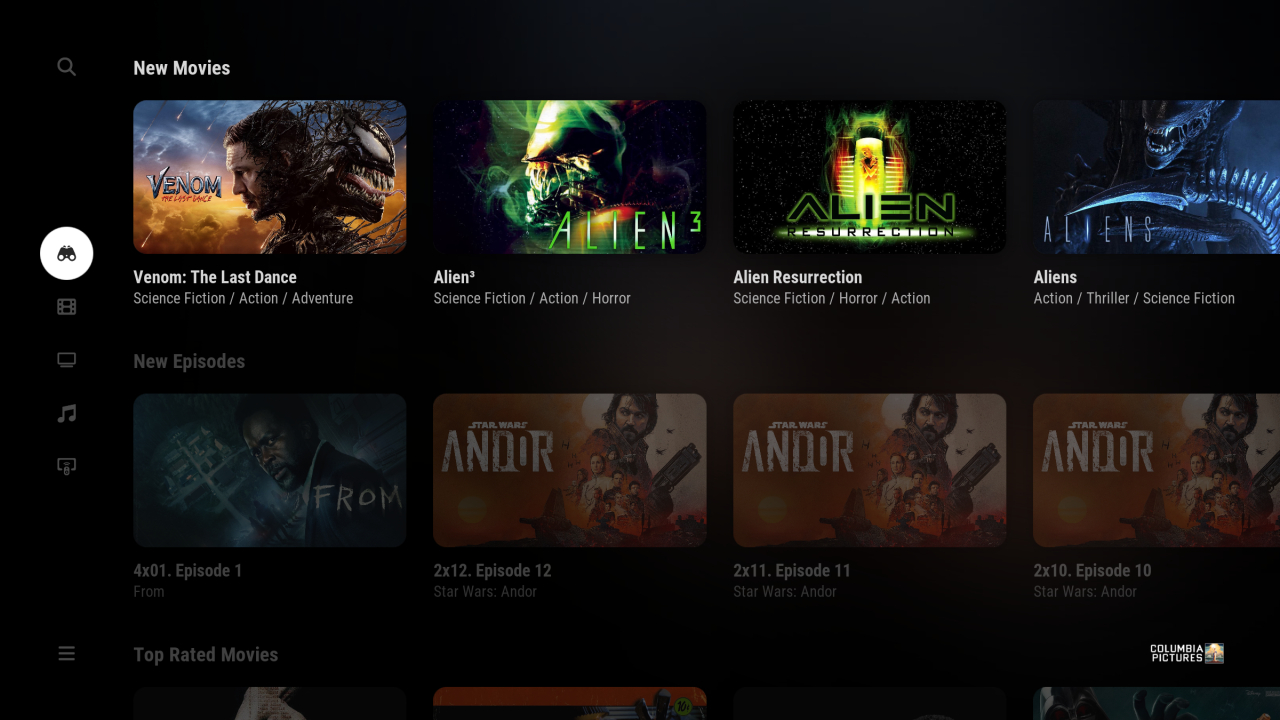 New Movies
VENOM
THE LAST DANCE
ALIEN 3
ALIEN
RESURRECTION
ALIENS
Venom: The Last Dance
Alien³
Alien Resurrection
Aliens
Science Fiction / Action / Adventure
Science Fiction / Action / Horror
Science Fiction / Horror / Action
Action / Thriller / Science Fiction
New Episodes
FROM
STAR WARS
ANDOR
STAR WARS
ANDOR
STAR WARS
ANDOR
4x01. Episode 1
2x12. Episode 12
2x11. Episode 11
2x10. Episode 10
From
Star Wars: Andor
Star Wars: Andor
Star Wars: Andor
Top Rated Movies
COLUMBIA
PICTURES
10+